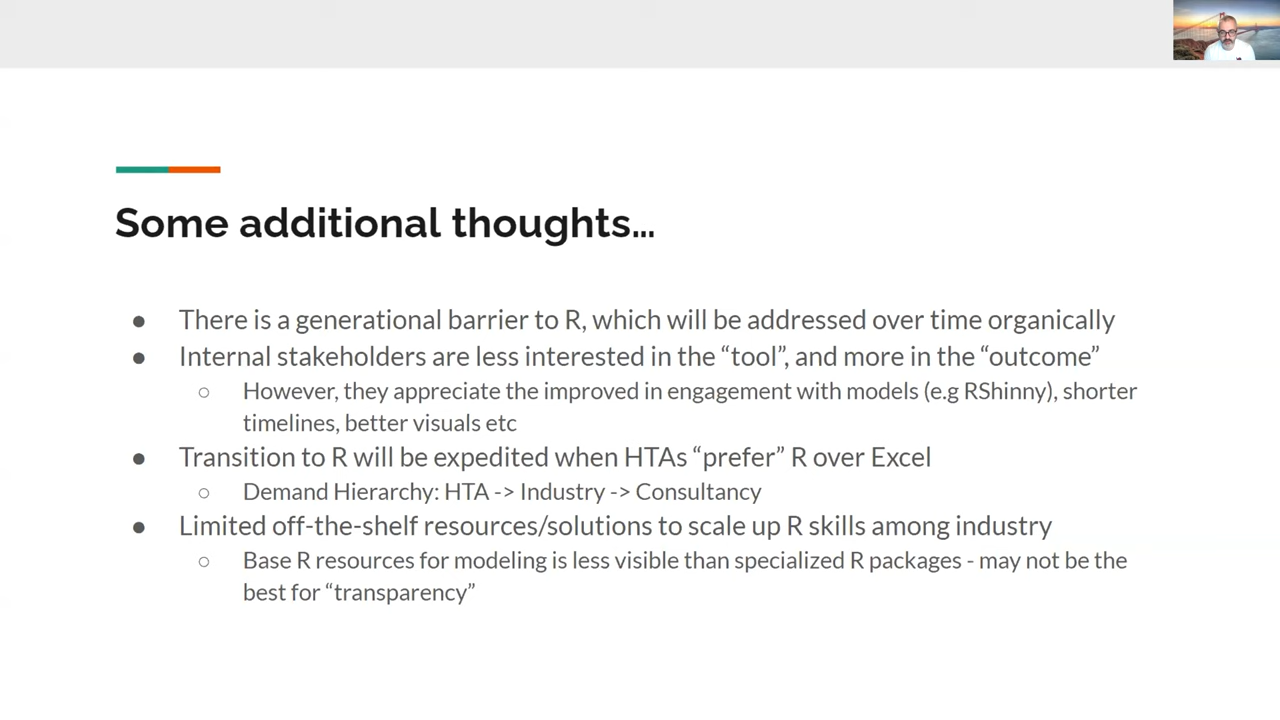 Some additional thoughts...
● There is a generational barrier to R, which will be addressed over time organically
● Internal stakeholders are less interested in the “tool”, and more in the “outcome”
○ However, they appreciate the improved in engagement with models (e.g RShinny), shorter
timelines, better visuals etc
● Transition to R will be expedited when HTAs “prefer” R over Excel
○ Demand Hierarchy: HTA -> Industry -> Consultancy
● Limited off-the-shelf resources/solutions to scale up R skills among industry
○ Base R resources for modeling is less visible than specialized R packages - may not be the
best for “transparency”